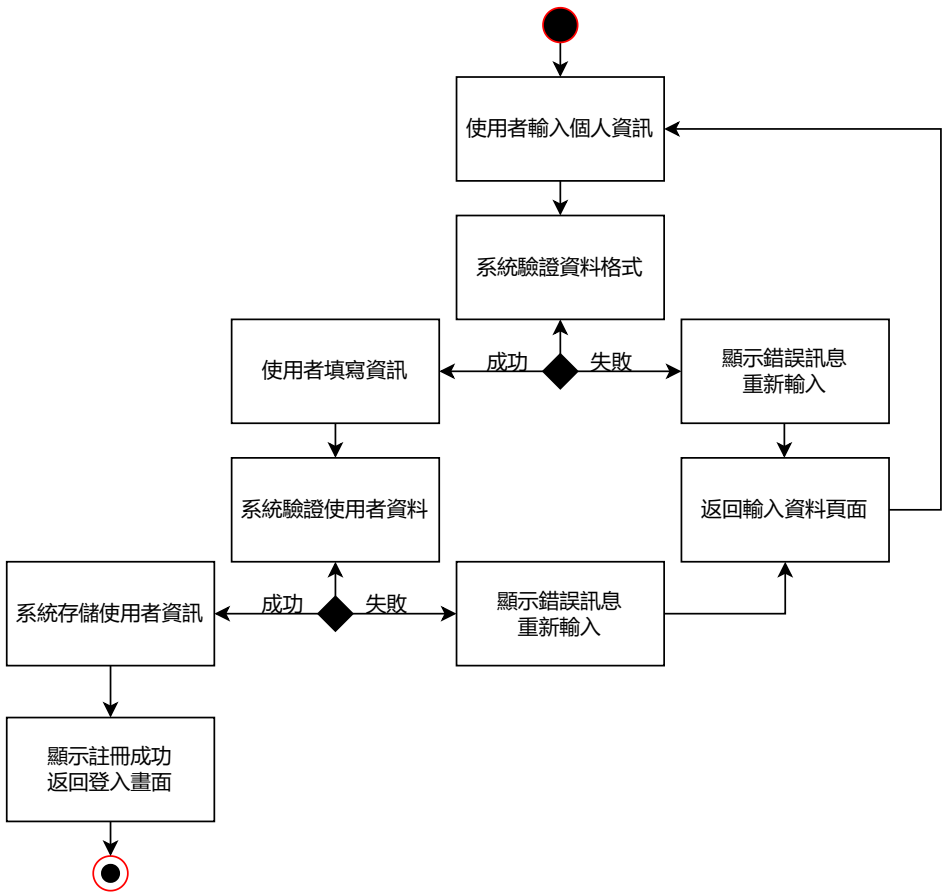 使用者輸入個人資訊
系統驗證資料格式
使用者填寫資訊
成功
失敗
顯示錯誤訊息
重新輸入
系統驗證使用者資料
返回輸入資料頁面
系統存儲使用者資訊
成功
失敗
顯示錯誤訊息
重新輸入
顯示註冊成功
返回登入畫面